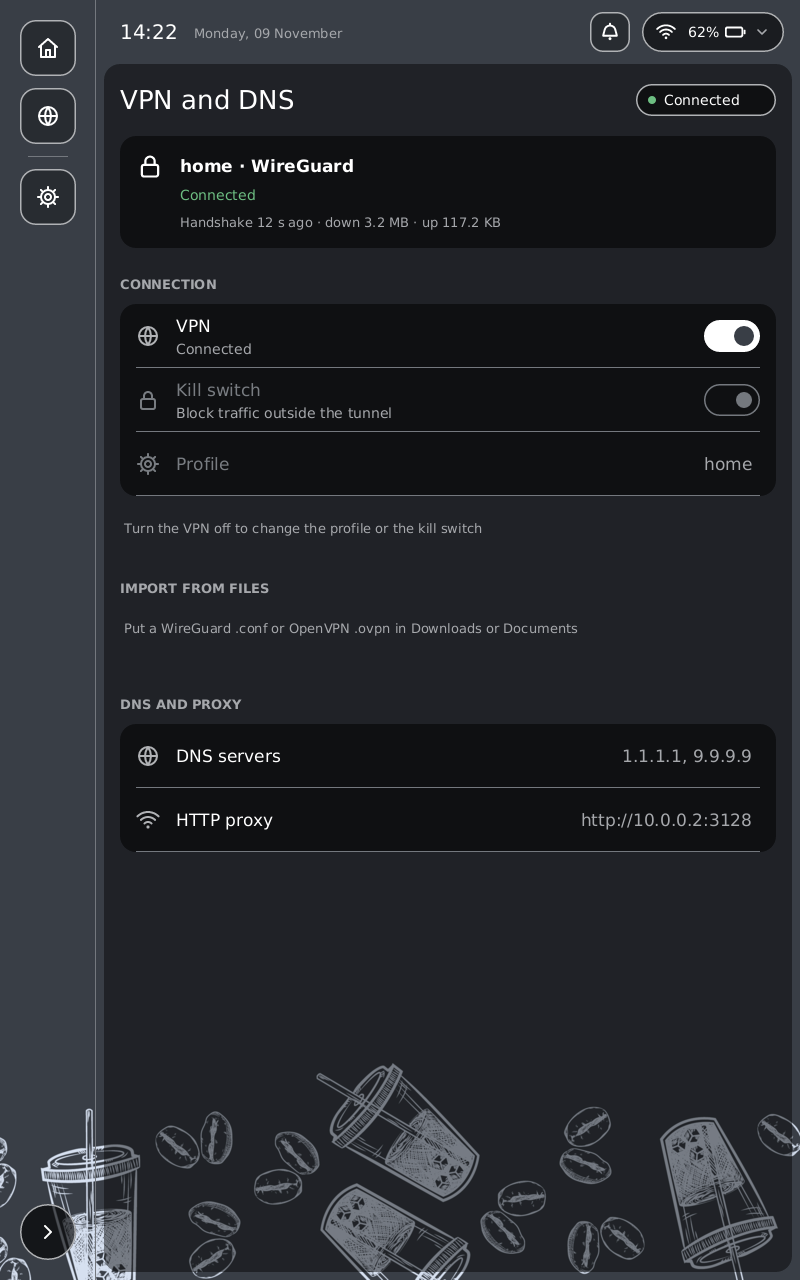 14:22 Monday, 09 November
62%
VPN and DNS
Connected
home · WireGuard
Connected
Handshake 12 s ago · down 3.2 MB · up 117.2 KB
CONNECTION
VPN
Connected
Kill switch
Block traffic outside the tunnel
Profile home
Turn the VPN off to change the profile or the kill switch
IMPORT FROM FILES
Put a WireGuard .conf or OpenVPN .ovpn in Downloads or Documents
DNS AND PROXY
DNS servers 1.1.1.1, 9.9.9.9
HTTP proxy http://10.0.0.2:3128